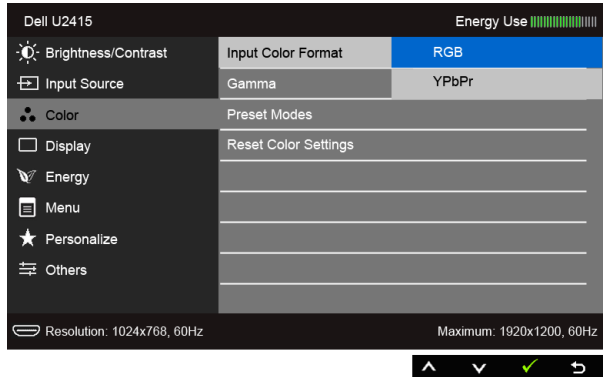 Dell U2415 Energy Use
Brightness/Contrast Input Color Format RGB
Input Source Gamma YPbPr
Color Preset Modes
Display Reset Color Settings
Energy
Menu
Personalize
Others
Resolution: 1024x768, 60Hz Maximum: 1920x1200, 60Hz